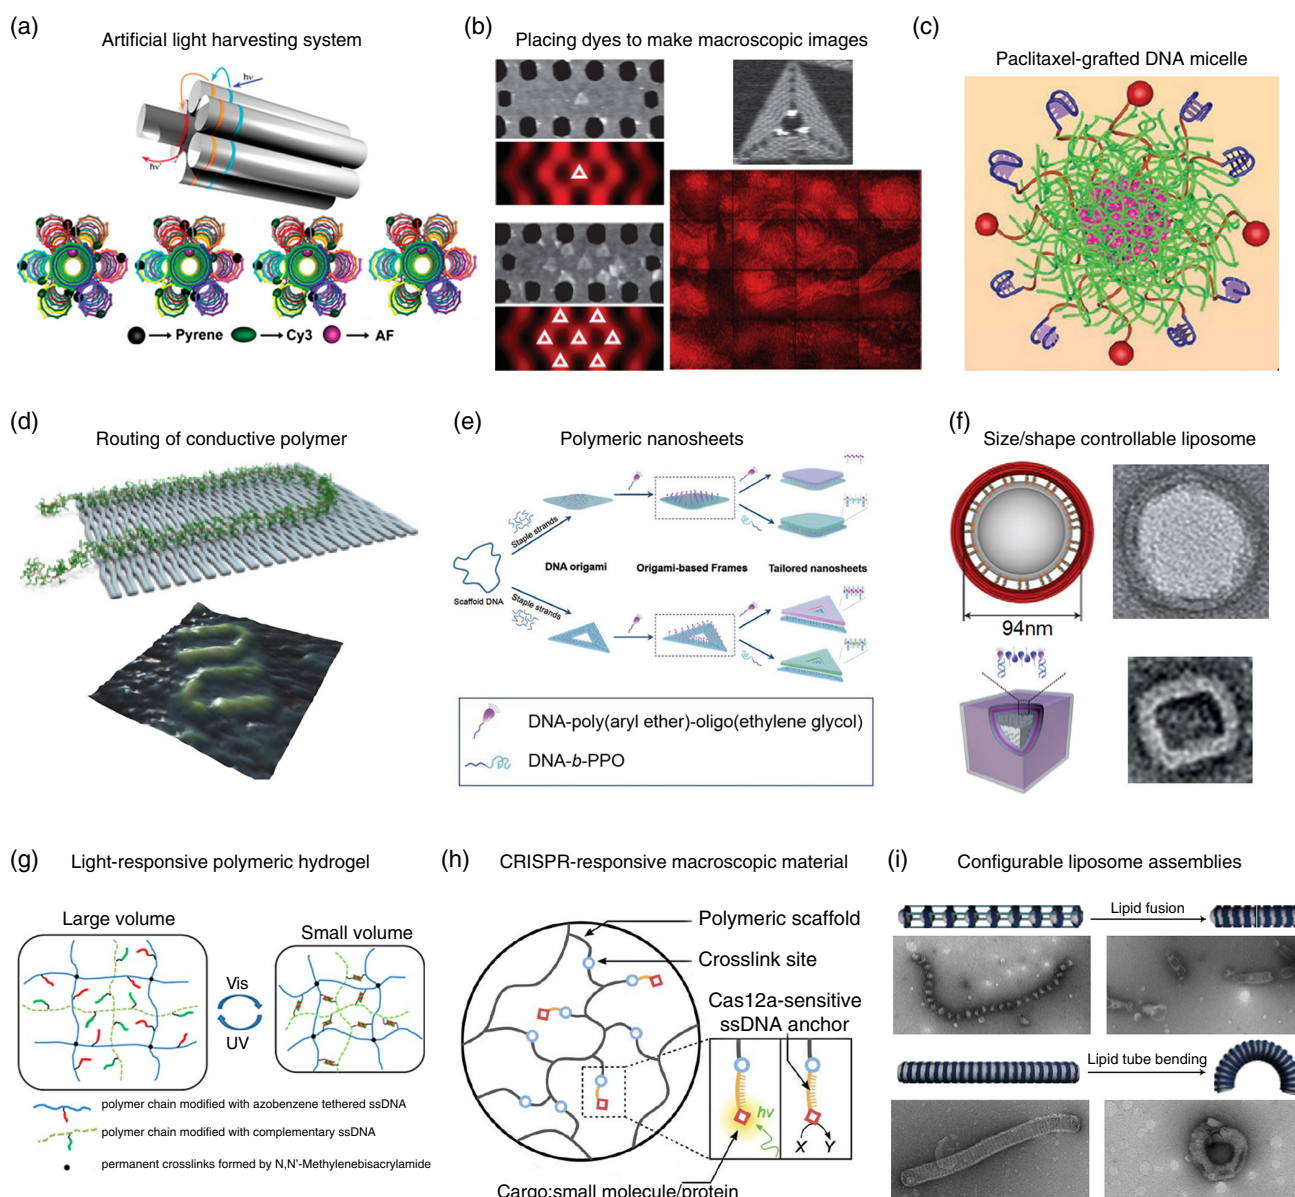 (a)
Artificial light harvesting system
hν
hν'
Pyrene
Cy3
AF
(b)
Placing dyes to make macroscopic images
(c)
Paclitaxel-grafted DNA micelle
(d)
Routing of conductive polymer
(e)
Polymeric nanosheets
Scaffold DNA
Staple strands
Staple strands
DNA origami
Origami-based Frames
Tailored nanosheets
DNA-poly(aryl ether)-oligo(ethylene glycol)
DNA-b-PPO
(f)
Size/shape controllable liposome
94nm
(g)
Light-responsive polymeric hydrogel
Large volume
Small volume
Vis
UV
polymer chain modified with azobenzene tethered ssDNA
polymer chain modified with complementary ssDNA
permanent crosslinks formed by N,N'-Methylenebisacrylamide
(h)
CRISPR-responsive macroscopic material
Polymeric scaffold
Crosslink site
Cas12a-sensitive
ssDNA anchor
hν
X
Y
Cargo:small molecule/protein
(i)
Configurable liposome assemblies
Lipid fusion
Lipid tube bending